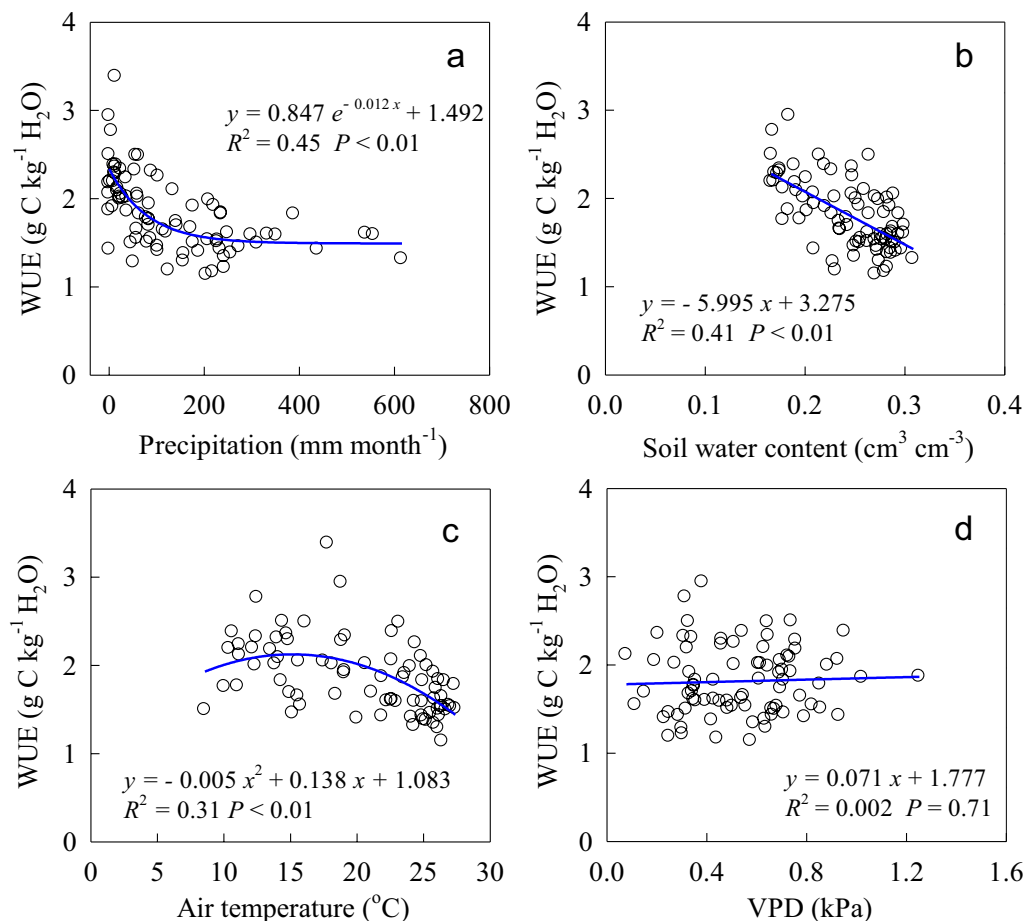 a
y = 0.847 e^- 0.012 x + 1.492
R² = 0.45 P < 0.01
WUE (g C kg⁻¹ H₂O)
4
3
2
1
0
0 200 400 600 800
Precipitation (mm month⁻¹)
b
y = - 5.995 x + 3.275
R² = 0.41 P < 0.01
WUE (g C kg⁻¹ H₂O)
4
3
2
1
0
0.0 0.1 0.2 0.3 0.4
Soil water content (cm³ cm⁻³)
c
y = - 0.005 x² + 0.138 x + 1.083
R² = 0.31 P < 0.01
WUE (g C kg⁻¹ H₂O)
4
3
2
1
0
0 5 10 15 20 25 30
Air temperature (°C)
d
y = 0.071 x + 1.777
R² = 0.002 P = 0.71
WUE (g C kg⁻¹ H₂O)
4
3
2
1
0
0.0 0.4 0.8 1.2 1.6
VPD (kPa)